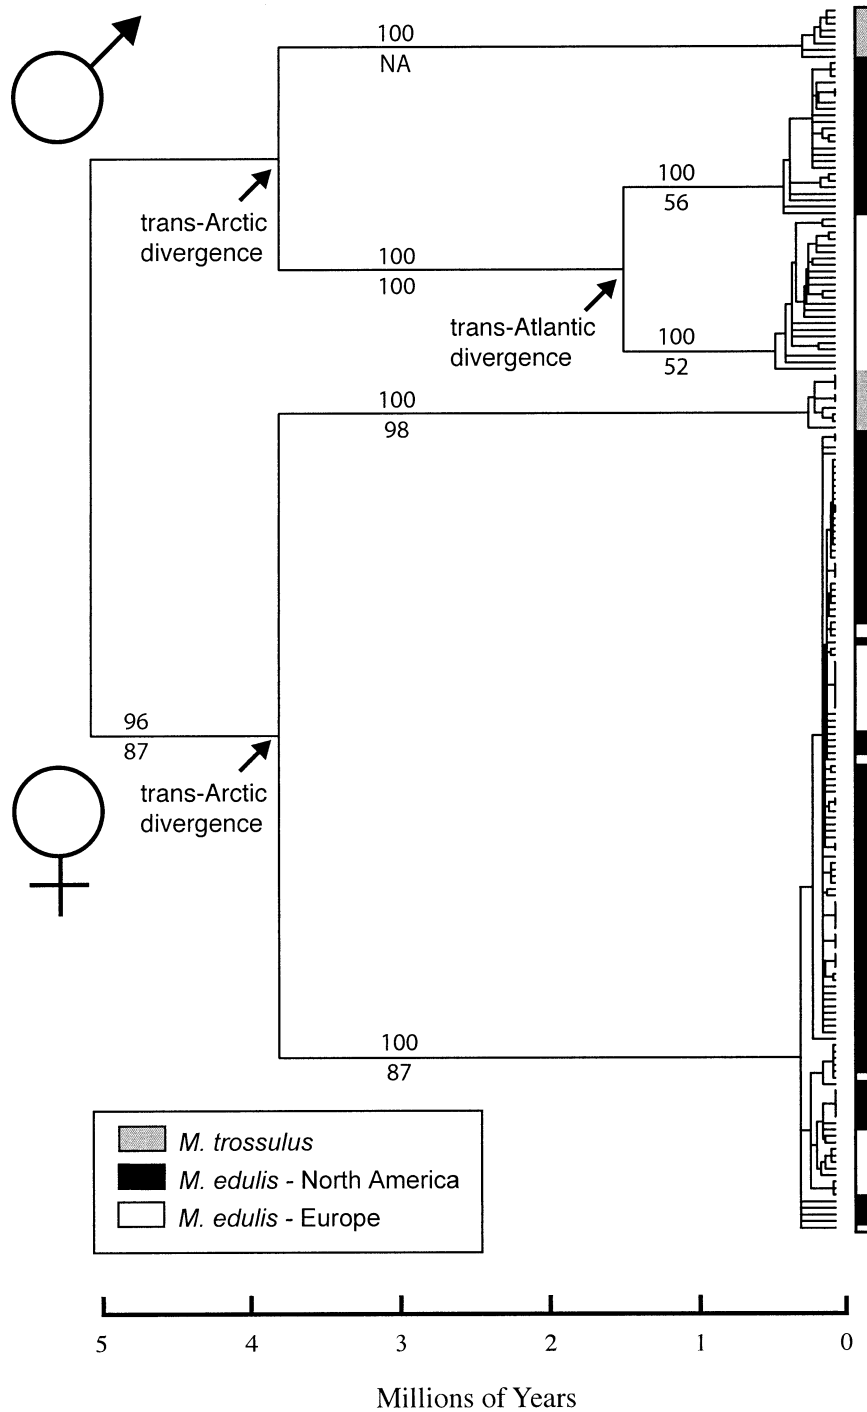 100
NA
trans-Arctic
divergence
100
56
100
100
trans-Atlantic
divergence
100
52
100
98
96
87
trans-Arctic
divergence
100
87
M. trossulus
M. edulis - North America
M. edulis - Europe
5 4 3 2 1 0
Millions of Years